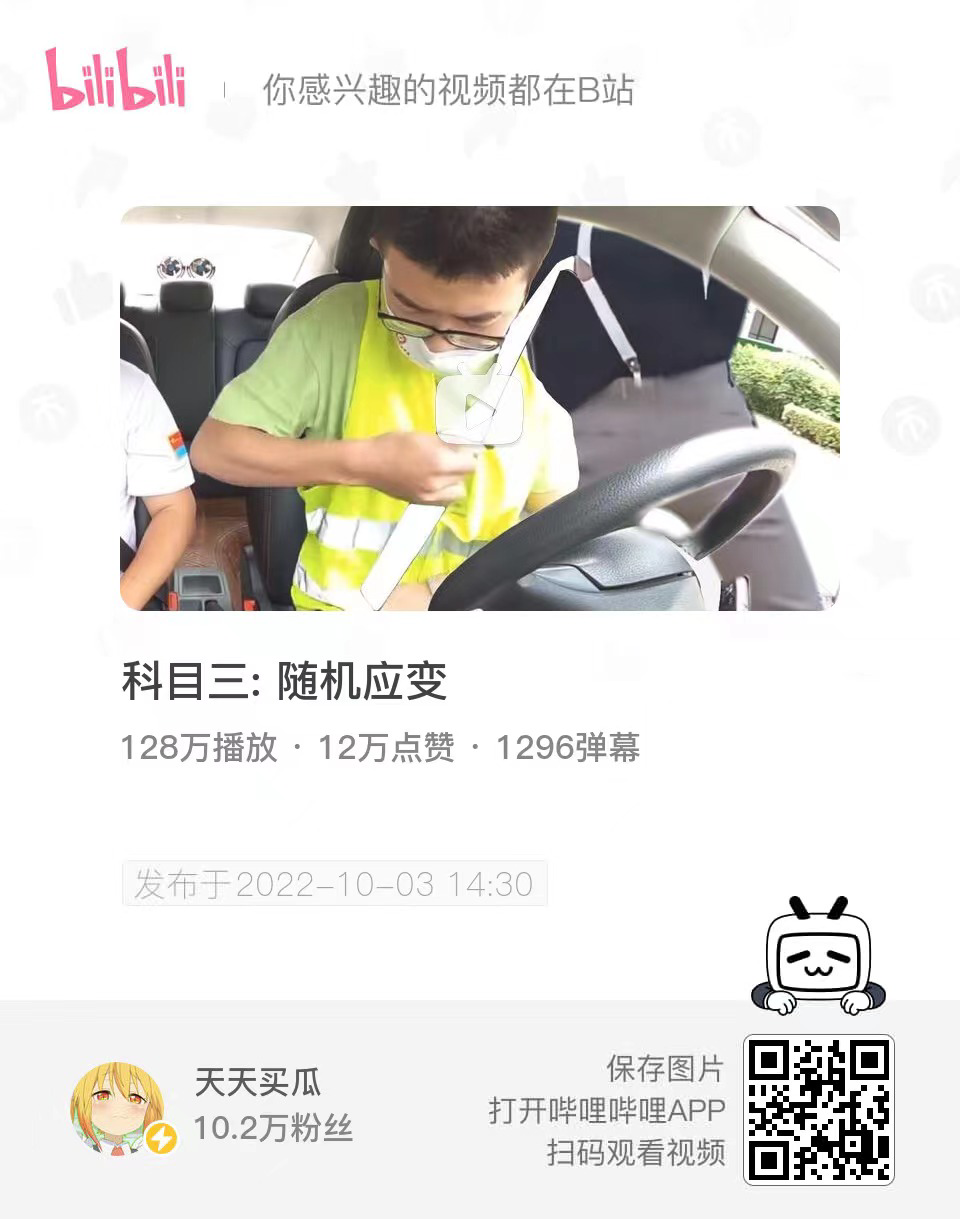 bilibili
你感兴趣的视频都在B站
科目三: 随机应变
128万播放 · 12万点赞 · 1296弹幕
发布于2022-10-03 14:30
天天买瓜
10.2万粉丝
保存图片
打开哔哩哔哩APP
扫码观看视频